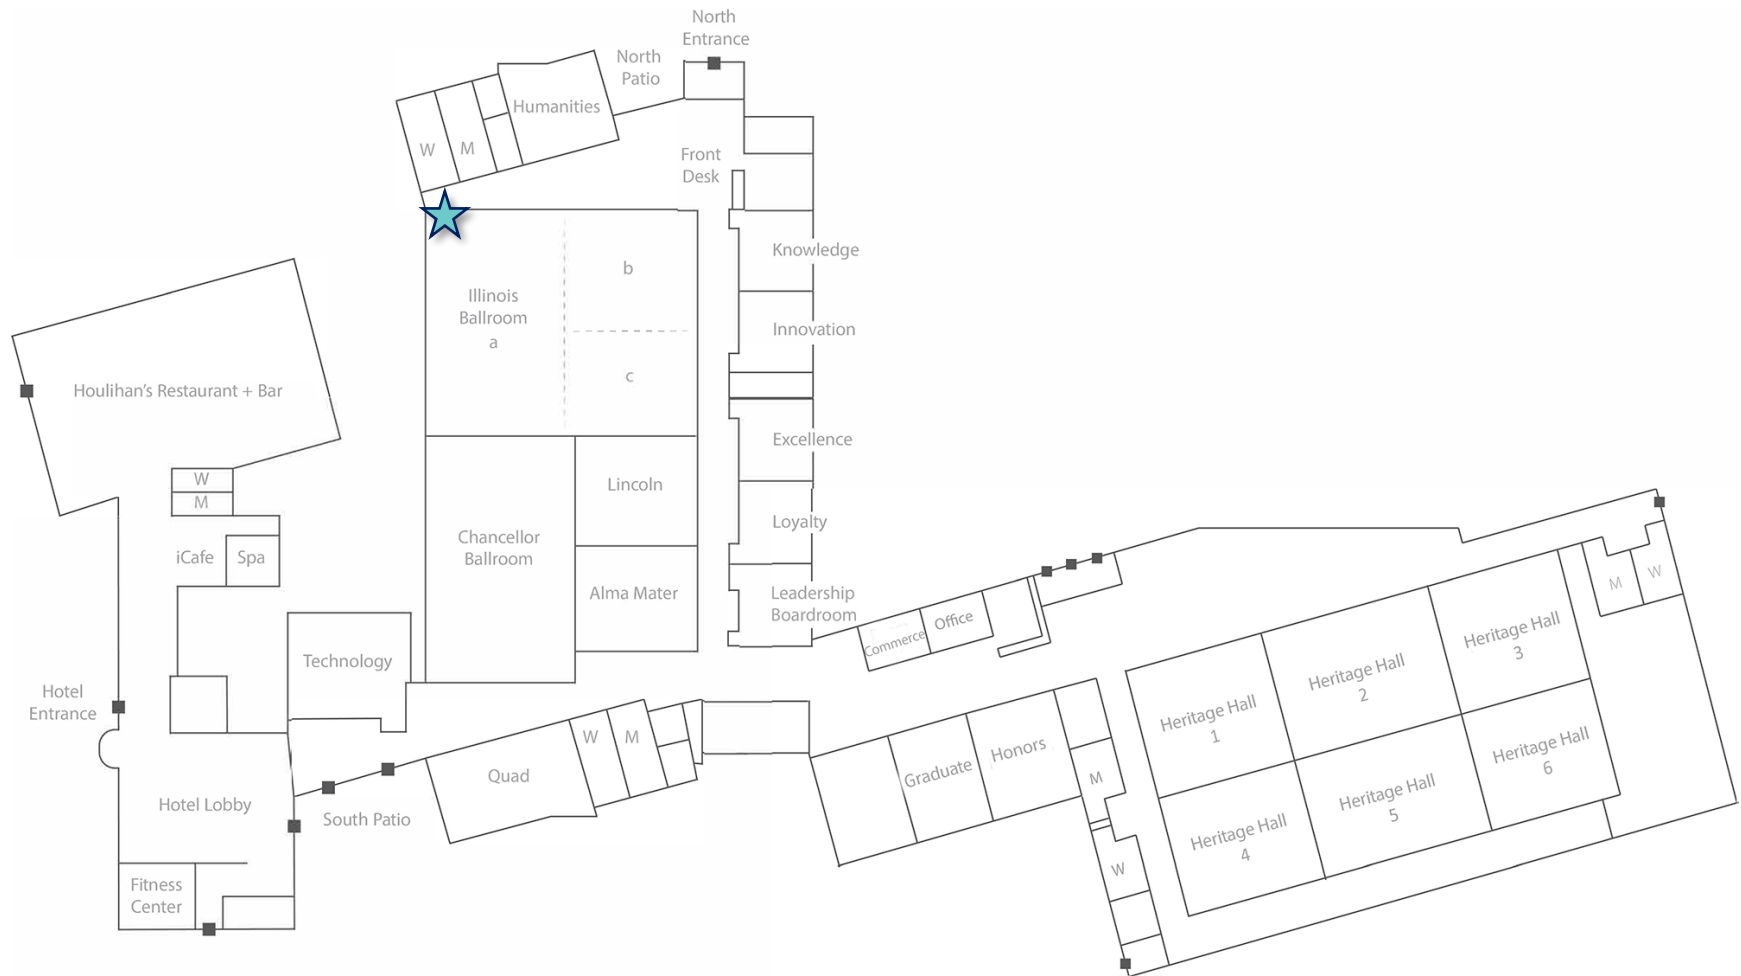 North
Entrance
North
Patio
Humanities
W
M
Front
Desk
Knowledge
b
Illinois
Ballroom
a
Innovation
c
Houlihan's Restaurant + Bar
Excellence
W
M
Lincoln
Loyalty
iCafe
Spa
Chancellor
Ballroom
Alma Mater
Leadership
Boardroom
Commerce
Office
M
W
Technology
Heritage Hall
1
Heritage Hall
2
Heritage Hall
3
Hotel
Entrance
W
M
Quad
Graduate
Honors
M
Heritage Hall
4
Heritage Hall
5
Heritage Hall
6
Hotel Lobby
South Patio
W
Fitness
Center